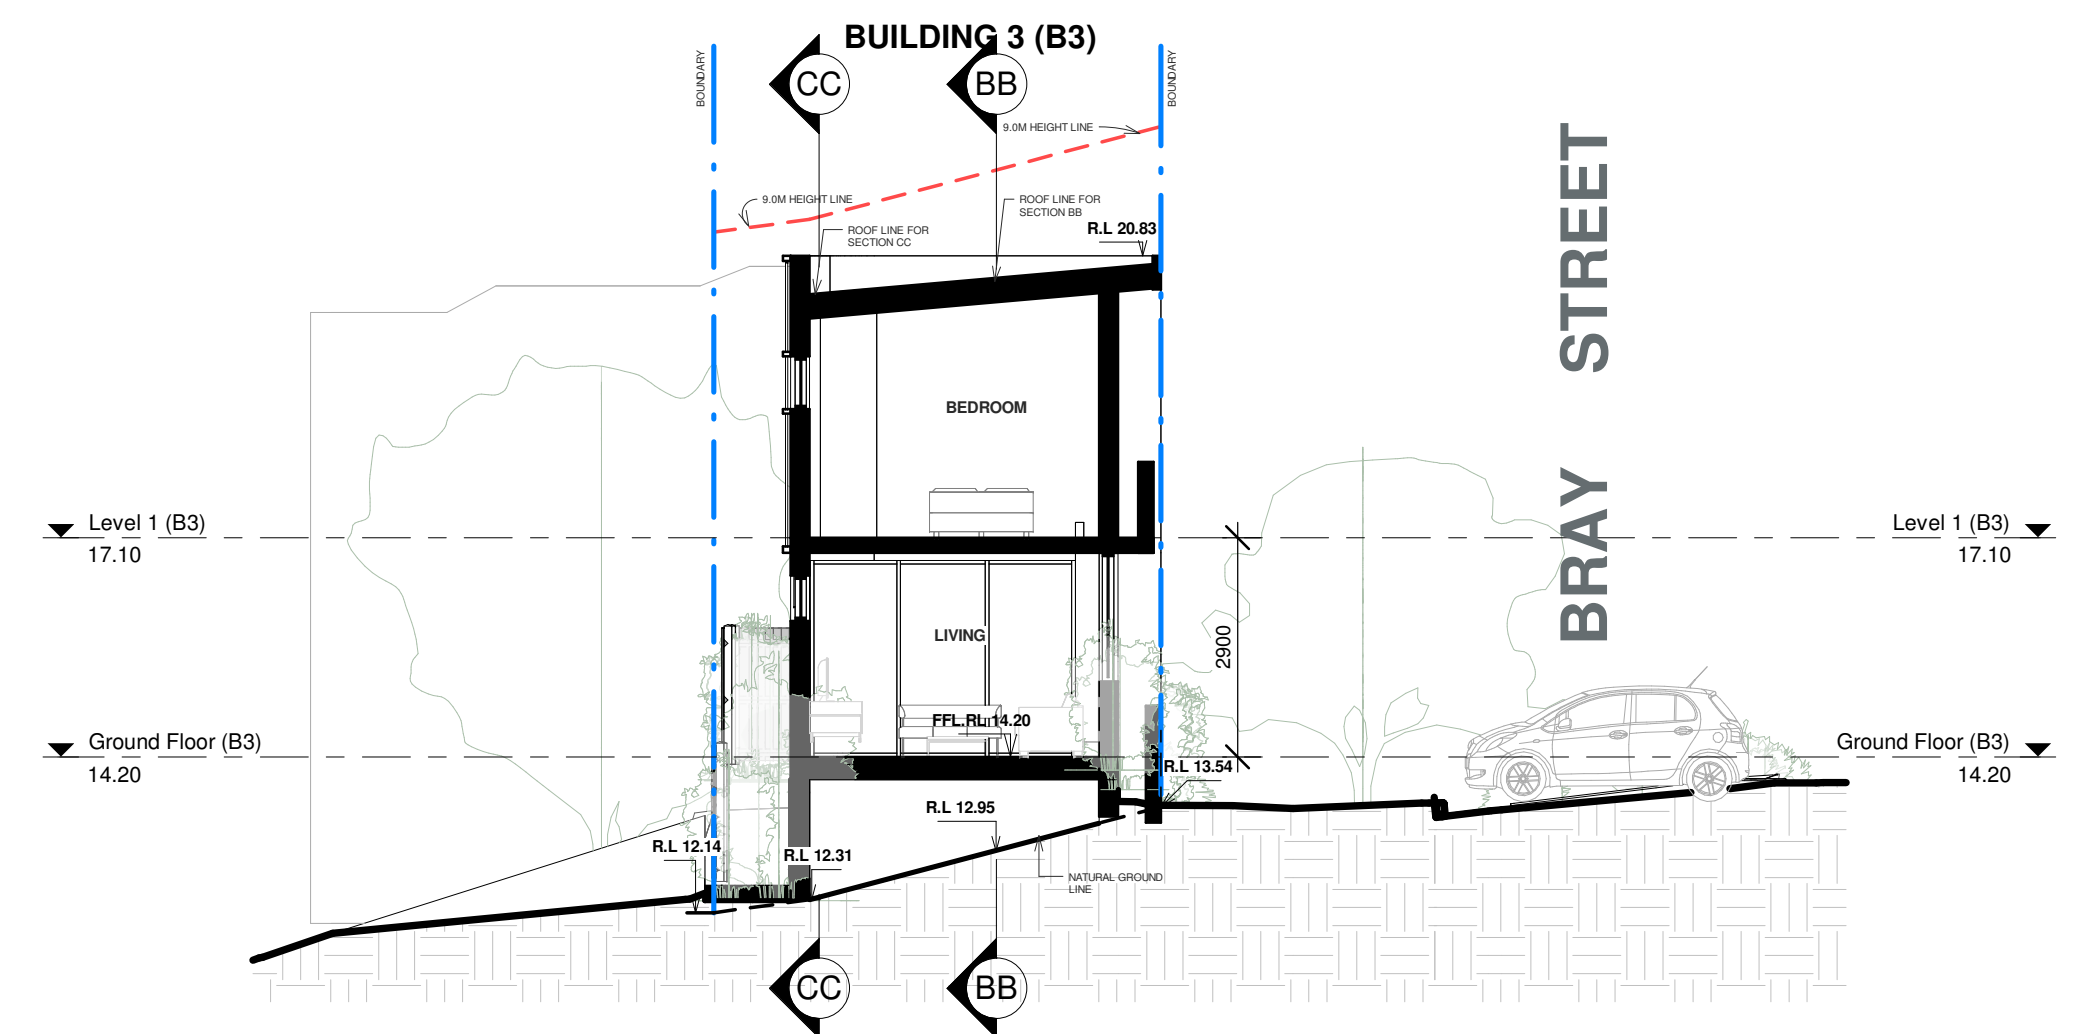 BUILDING 3 (B3)
BOUNDARY
CC
BB
BOUNDARY
9.0M HEIGHT LINE
9.0M HEIGHT LINE
ROOF LINE FOR
SECTION BB
ROOF LINE FOR
SECTION CC
R.L 20.83
BRAY STREET
BEDROOM
Level 1 (B3)
17.10
Level 1 (B3)
17.10
LIVING
2900
FFL.RL 14.20
Ground Floor (B3)
14.20
Ground Floor (B3)
14.20
R.L 13.54
R.L 12.95
R.L 12.14
R.L 12.31
NATURAL GROUND
LINE
CC
BB